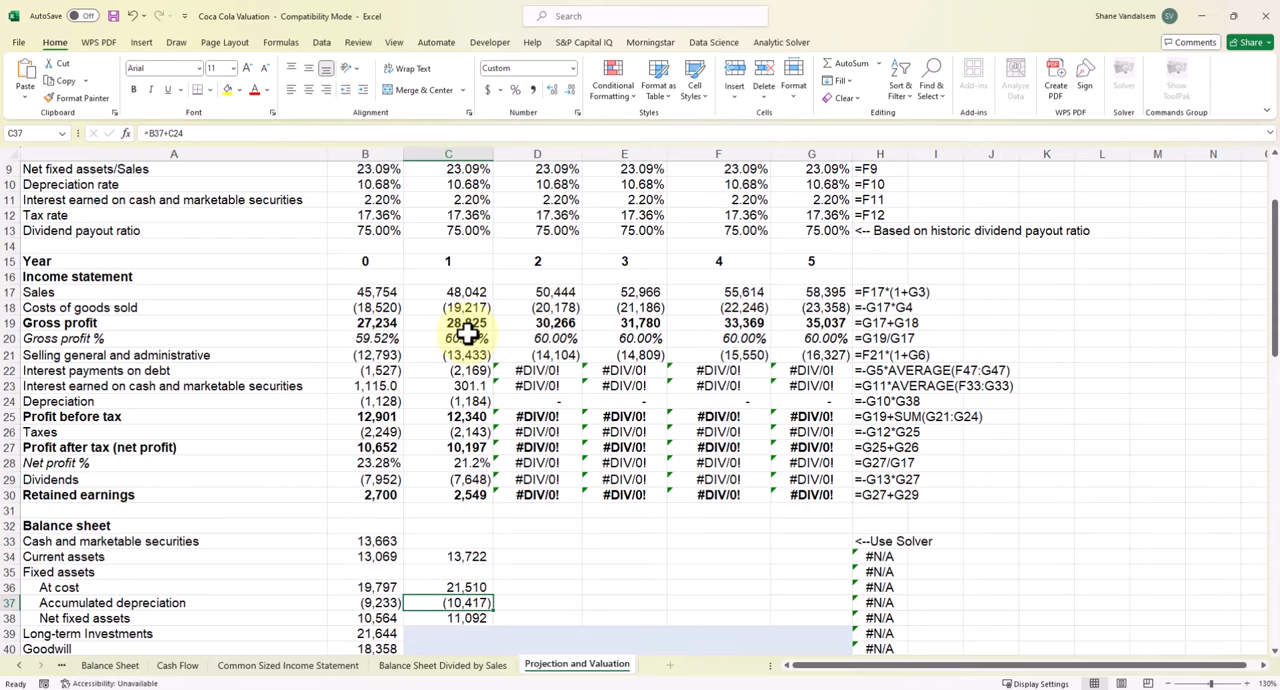 AutoSave Off Coca Cola Valuation - Compatibility Mode - Excel Search Shane Vandalsem SV
File Home WPS PDF Insert Draw Page Layout Formulas Data Review View Automate Developer Help S&P Capital IQ Morningstar Data Science Analytic Solver Comments Share
Paste Cut Copy Format Painter Clipboard
Arial 11 B I U Font
Wrap Text Merge & Center Alignment
Custom $ % Number
Conditional Formatting Format as Table Cell Styles Styles
Insert Delete Format Cells
AutoSum Fill Clear Sort & Filter Find & Select Editing
Add-ins Add-ins
Analyze Data
Create PDF Sign WPS PDF
Solver Solver
Show ToolPak Commands Group
C37 fx =B37+C24
A B C D E F G H I J K L M N
9 Net fixed assets/Sales 23.09% 23.09% 23.09% 23.09% 23.09% 23.09% =F9
10 Depreciation rate 10.68% 10.68% 10.68% 10.68% 10.68% 10.68% =F10
11 Interest earned on cash and marketable securities 2.20% 2.20% 2.20% 2.20% 2.20% 2.20% =F11
12 Tax rate 17.36% 17.36% 17.36% 17.36% 17.36% 17.36% =F12
13 Dividend payout ratio 75.00% 75.00% 75.00% 75.00% 75.00% 75.00% <-- Based on historic dividend payout ratio
14
15 Year 0 1 2 3 4 5
16 Income statement
17 Sales 45,754 48,042 50,444 52,966 55,614 58,395 =F17*(1+G3)
18 Costs of goods sold (18,520) (19,217) (20,178) (21,186) (22,246) (23,358) =-G17*G4
19 Gross profit 27,234 30,266 31,780 33,369 35,037 =G17+G18
20 Gross profit % 59.52% 60.00% 60.00% 60.00% 60.00% =G19/G17
21 Selling general and administrative (12,793) (13,433) (14,104) (14,809) (15,550) (16,327) =F21*(1+G6)
22 Interest payments on debt (1,527) (2,169) #DIV/0! #DIV/0! #DIV/0! #DIV/0! =-G5*AVERAGE(F47:G47)
23 Interest earned on cash and marketable securities 1,115.0 301.1 #DIV/0! #DIV/0! #DIV/0! #DIV/0! =G11*AVERAGE(F33:G33)
24 Depreciation (1,128) (1,184) - - - - =-G10*G38
25 Profit before tax 12,901 12,340 #DIV/0! #DIV/0! #DIV/0! #DIV/0! =G19+SUM(G21:G24)
26 Taxes (2,249) (2,143) #DIV/0! #DIV/0! #DIV/0! #DIV/0! =-G12*G25
27 Profit after tax (net profit) 10,652 10,197 #DIV/0! #DIV/0! #DIV/0! #DIV/0! =G25+G26
28 Net profit % 23.28% 21.2% #DIV/0! #DIV/0! #DIV/0! #DIV/0! =G27/G17
29 Dividends (7,952) (7,648) #DIV/0! #DIV/0! #DIV/0! #DIV/0! =-G13*G27
30 Retained earnings 2,700 2,549 #DIV/0! #DIV/0! #DIV/0! #DIV/0! =G27+G29
31
32 Balance sheet
33 Cash and marketable securities 13,663 <--Use Solver
34 Current assets 13,069 13,722 #N/A
35 Fixed assets #N/A
36 At cost 19,797 21,510 #N/A
37 Accumulated depreciation (9,233) (10,417) #N/A
38 Net fixed assets 10,564 11,092 #N/A
39 Long-term Investments 21,644 #N/A
40 Goodwill 18,358 #N/A
... Balance Sheet Cash Flow Common Sized Income Statement Balance Sheet Divided by Sales Projection and Valuation +
Ready Accessibility: Unavailable Display Settings - + 130%